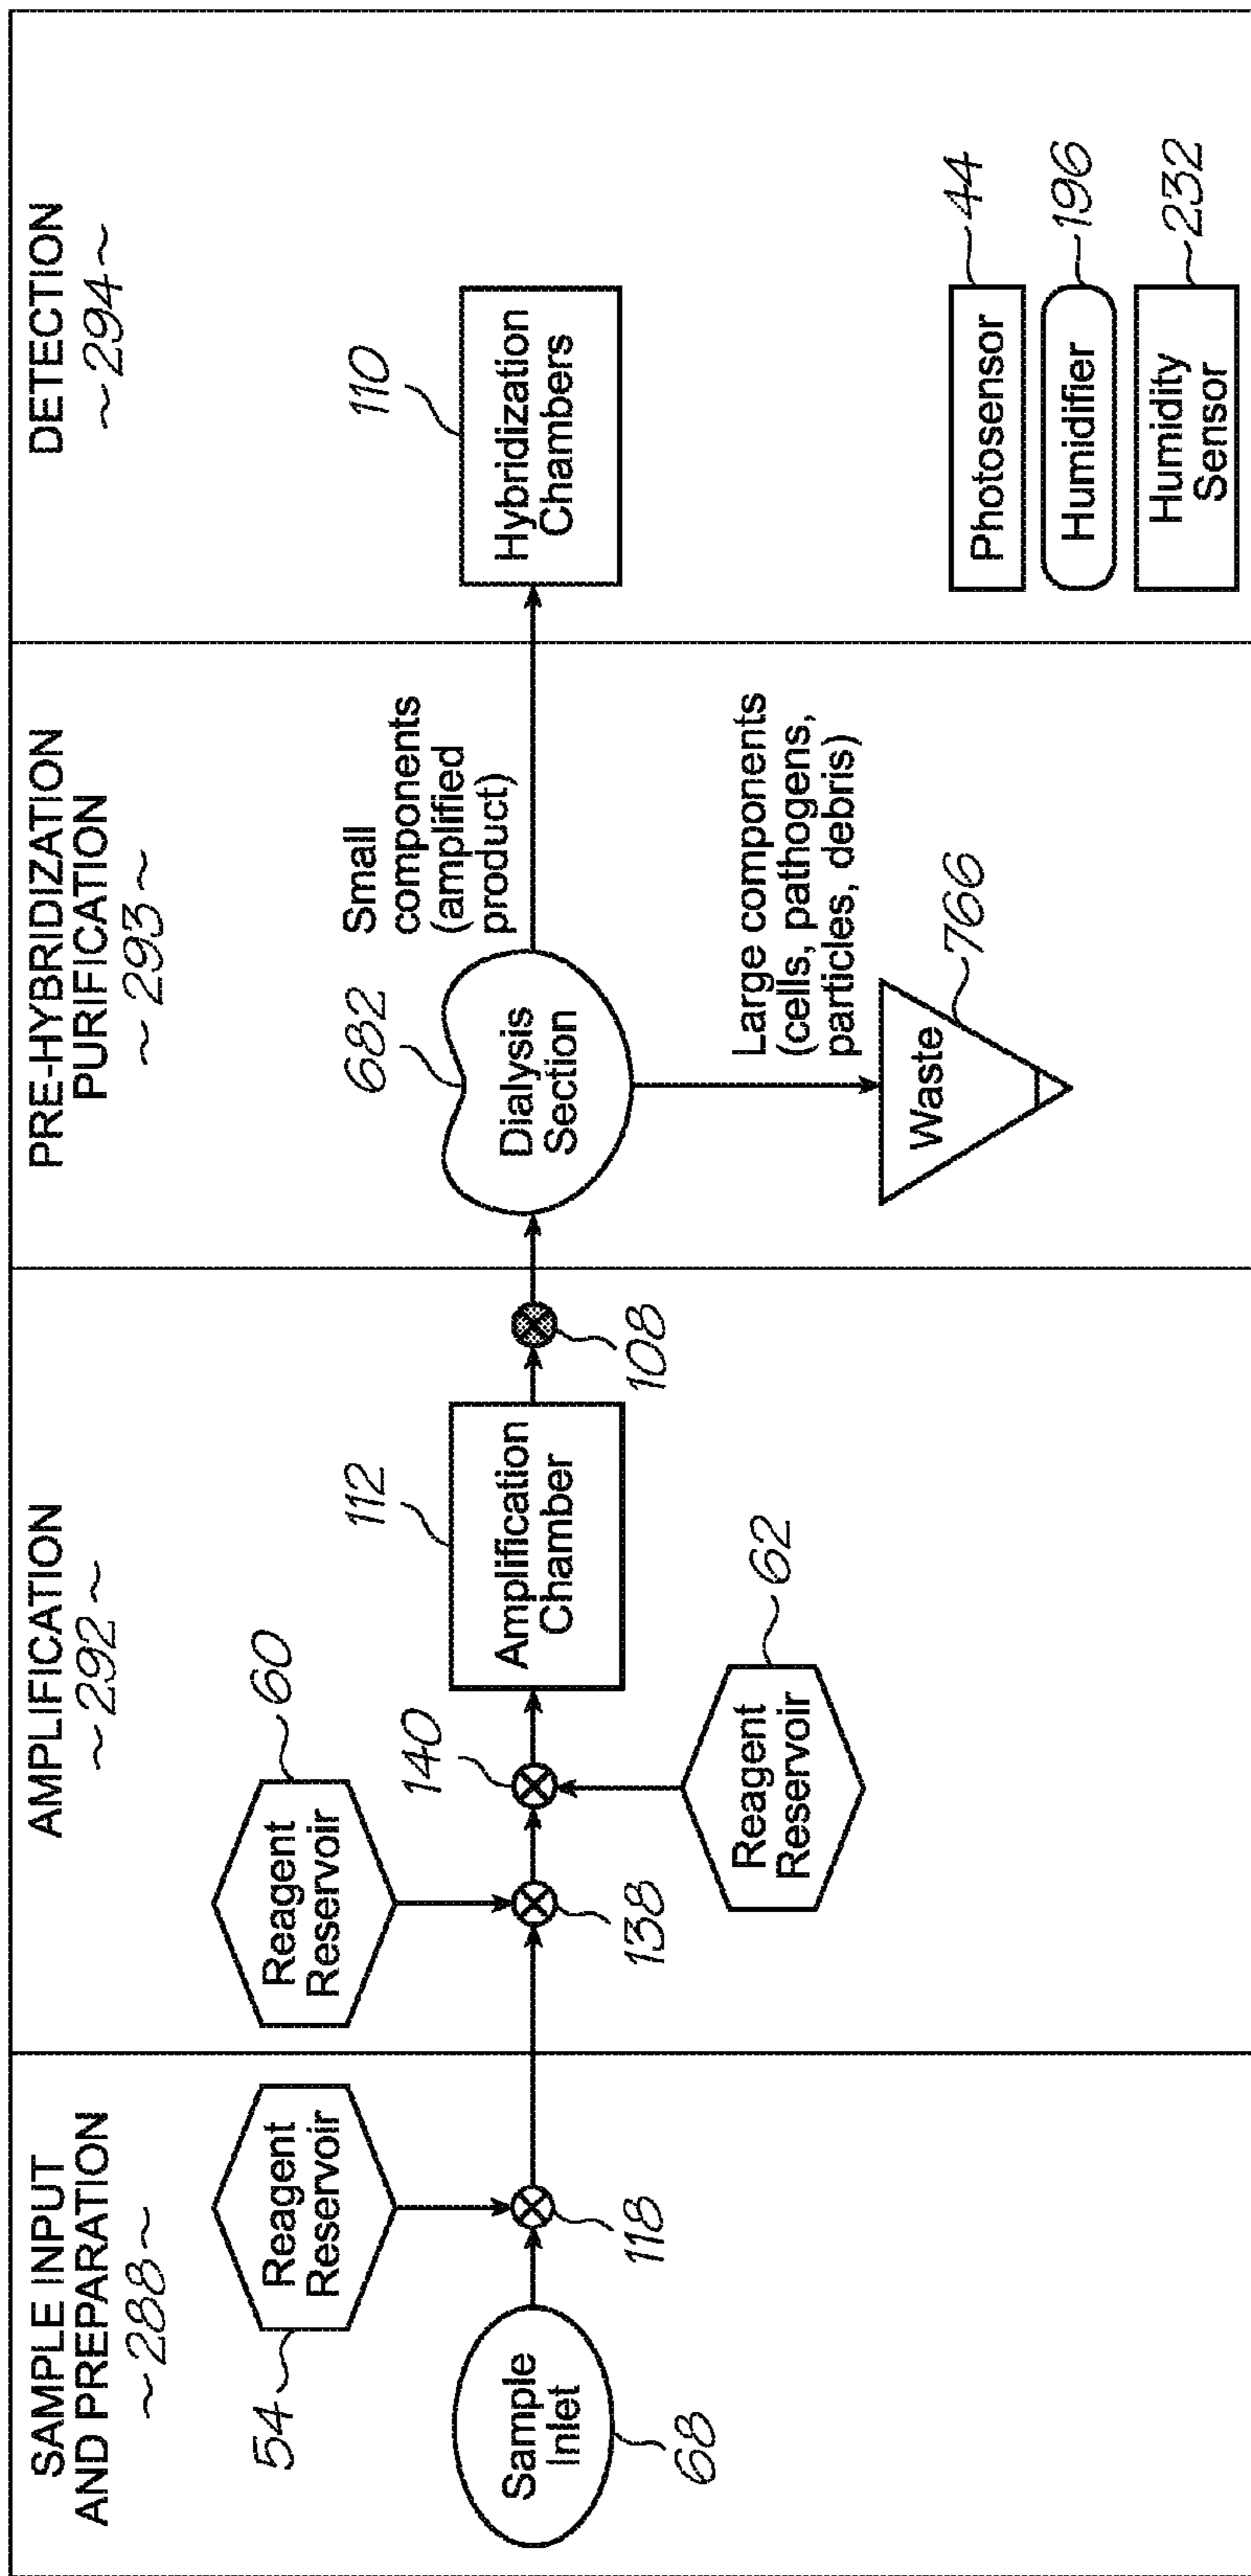 SAMPLE INPUT
AND PREPARATION
~288~
54
Reagent
Reservoir
Sample
Inlet
68
118
AMPLIFICATION
~292~
60
Reagent
Reservoir
138
140
Reagent
Reservoir
62
112
Amplification
Chamber
108
PRE-HYBRIDIZATION
PURIFICATION
~293~
682
Dialysis
Section
Small
components
(amplified
product)
Large components
(cells, pathogens,
particles, debris)
Waste
766
DETECTION
~294~
110
Hybridization
Chambers
Photosensor
44
Humidifier
196
Humidity
Sensor
232